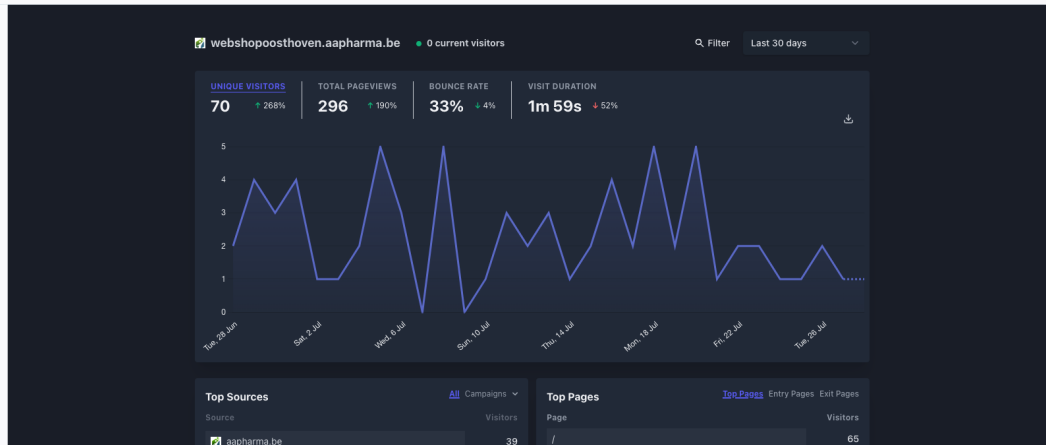 webshopoosthoven.aapharma.be 0 current visitors Filter Last 30 days
UNIQUE VISITORS TOTAL PAGEVIEWS BOUNCE RATE VISIT DURATION
70 ↑ 268% 296 ↑ 190% 33% ↓ 4% 1m 59s ↓ 52%
5
4
3
2
1
0
Tue, 28 Jun Sat, 2 Jul Wed, 6 Jul Sun, 10 Jul Thu, 14 Jul Mon, 18 Jul Fri, 22 Jul Tue, 26 Jul
Top Sources All Campaigns Top Pages Top Pages Entry Pages Exit Pages
Source Visitors Page Visitors
aapharma.be 39 / 65